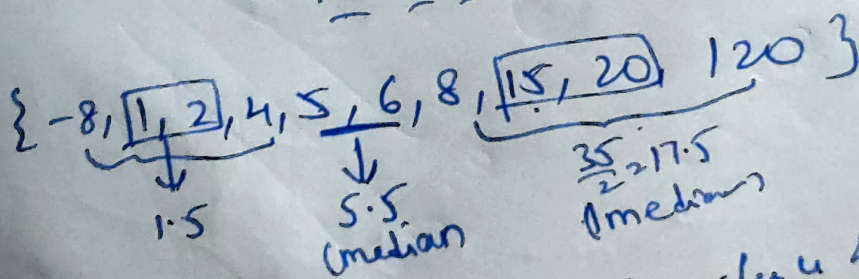 { -8, 1, 2, 4, 5, 6, 8, 15, 20, 120 }
1.5
5.5
(median
35/2 = 17.5
(median)